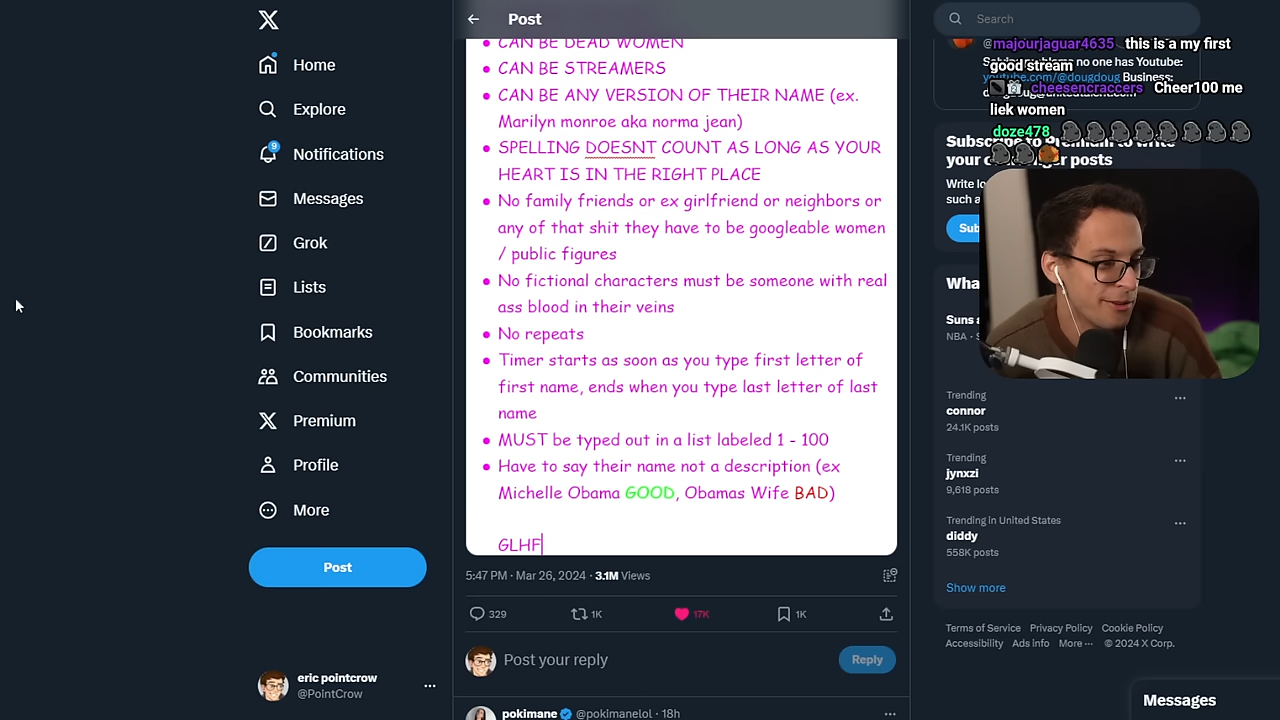 Post
Search
Home
Explore
9
Notifications
Messages
Grok
Lists
Bookmarks
Communities
Premium
Profile
More
Post
eric pointcrow
@PointCrow
CAN BE DEAD WOMEN
CAN BE STREAMERS
CAN BE ANY VERSION OF THEIR NAME (ex.
Marilyn monroe aka norma jean)
SPELLING DOESNT COUNT AS LONG AS YOUR
HEART IS IN THE RIGHT PLACE
No family friends or ex girlfriend or neighbors or
any of that shit they have to be googleable women
/ public figures
No fictional characters must be someone with real
ass blood in their veins
No repeats
Timer starts as soon as you type first letter of
first name, ends when you type last letter of last
name
MUST be typed out in a list labeled 1 - 100
Have to say their name not a description (ex
Michelle Obama GOOD, Obamas Wife BAD)
GLHF
5:47 PM · Mar 26, 2024 · 3.1M Views
329 1K 17K 1K
Post your reply
Reply
pokimane @pokimanelol · 18h
majourjaguar4635 this is a my first
good stream
no one has Youtube:
youtube.com/@dougdoug Business:
cheesencraccers Cheer100 me
liek women
doze478
Subscribe to Premium to write
your longer posts
Write
such a
Sub
Suns
NBA · 
Trending
connor
24.1K posts
Trending
jynxzi
9,618 posts
Trending in United States
diddy
558K posts
Show more
Terms of Service Privacy Policy Cookie Policy
Accessibility Ads info More ··· © 2024 X Corp.
Messages